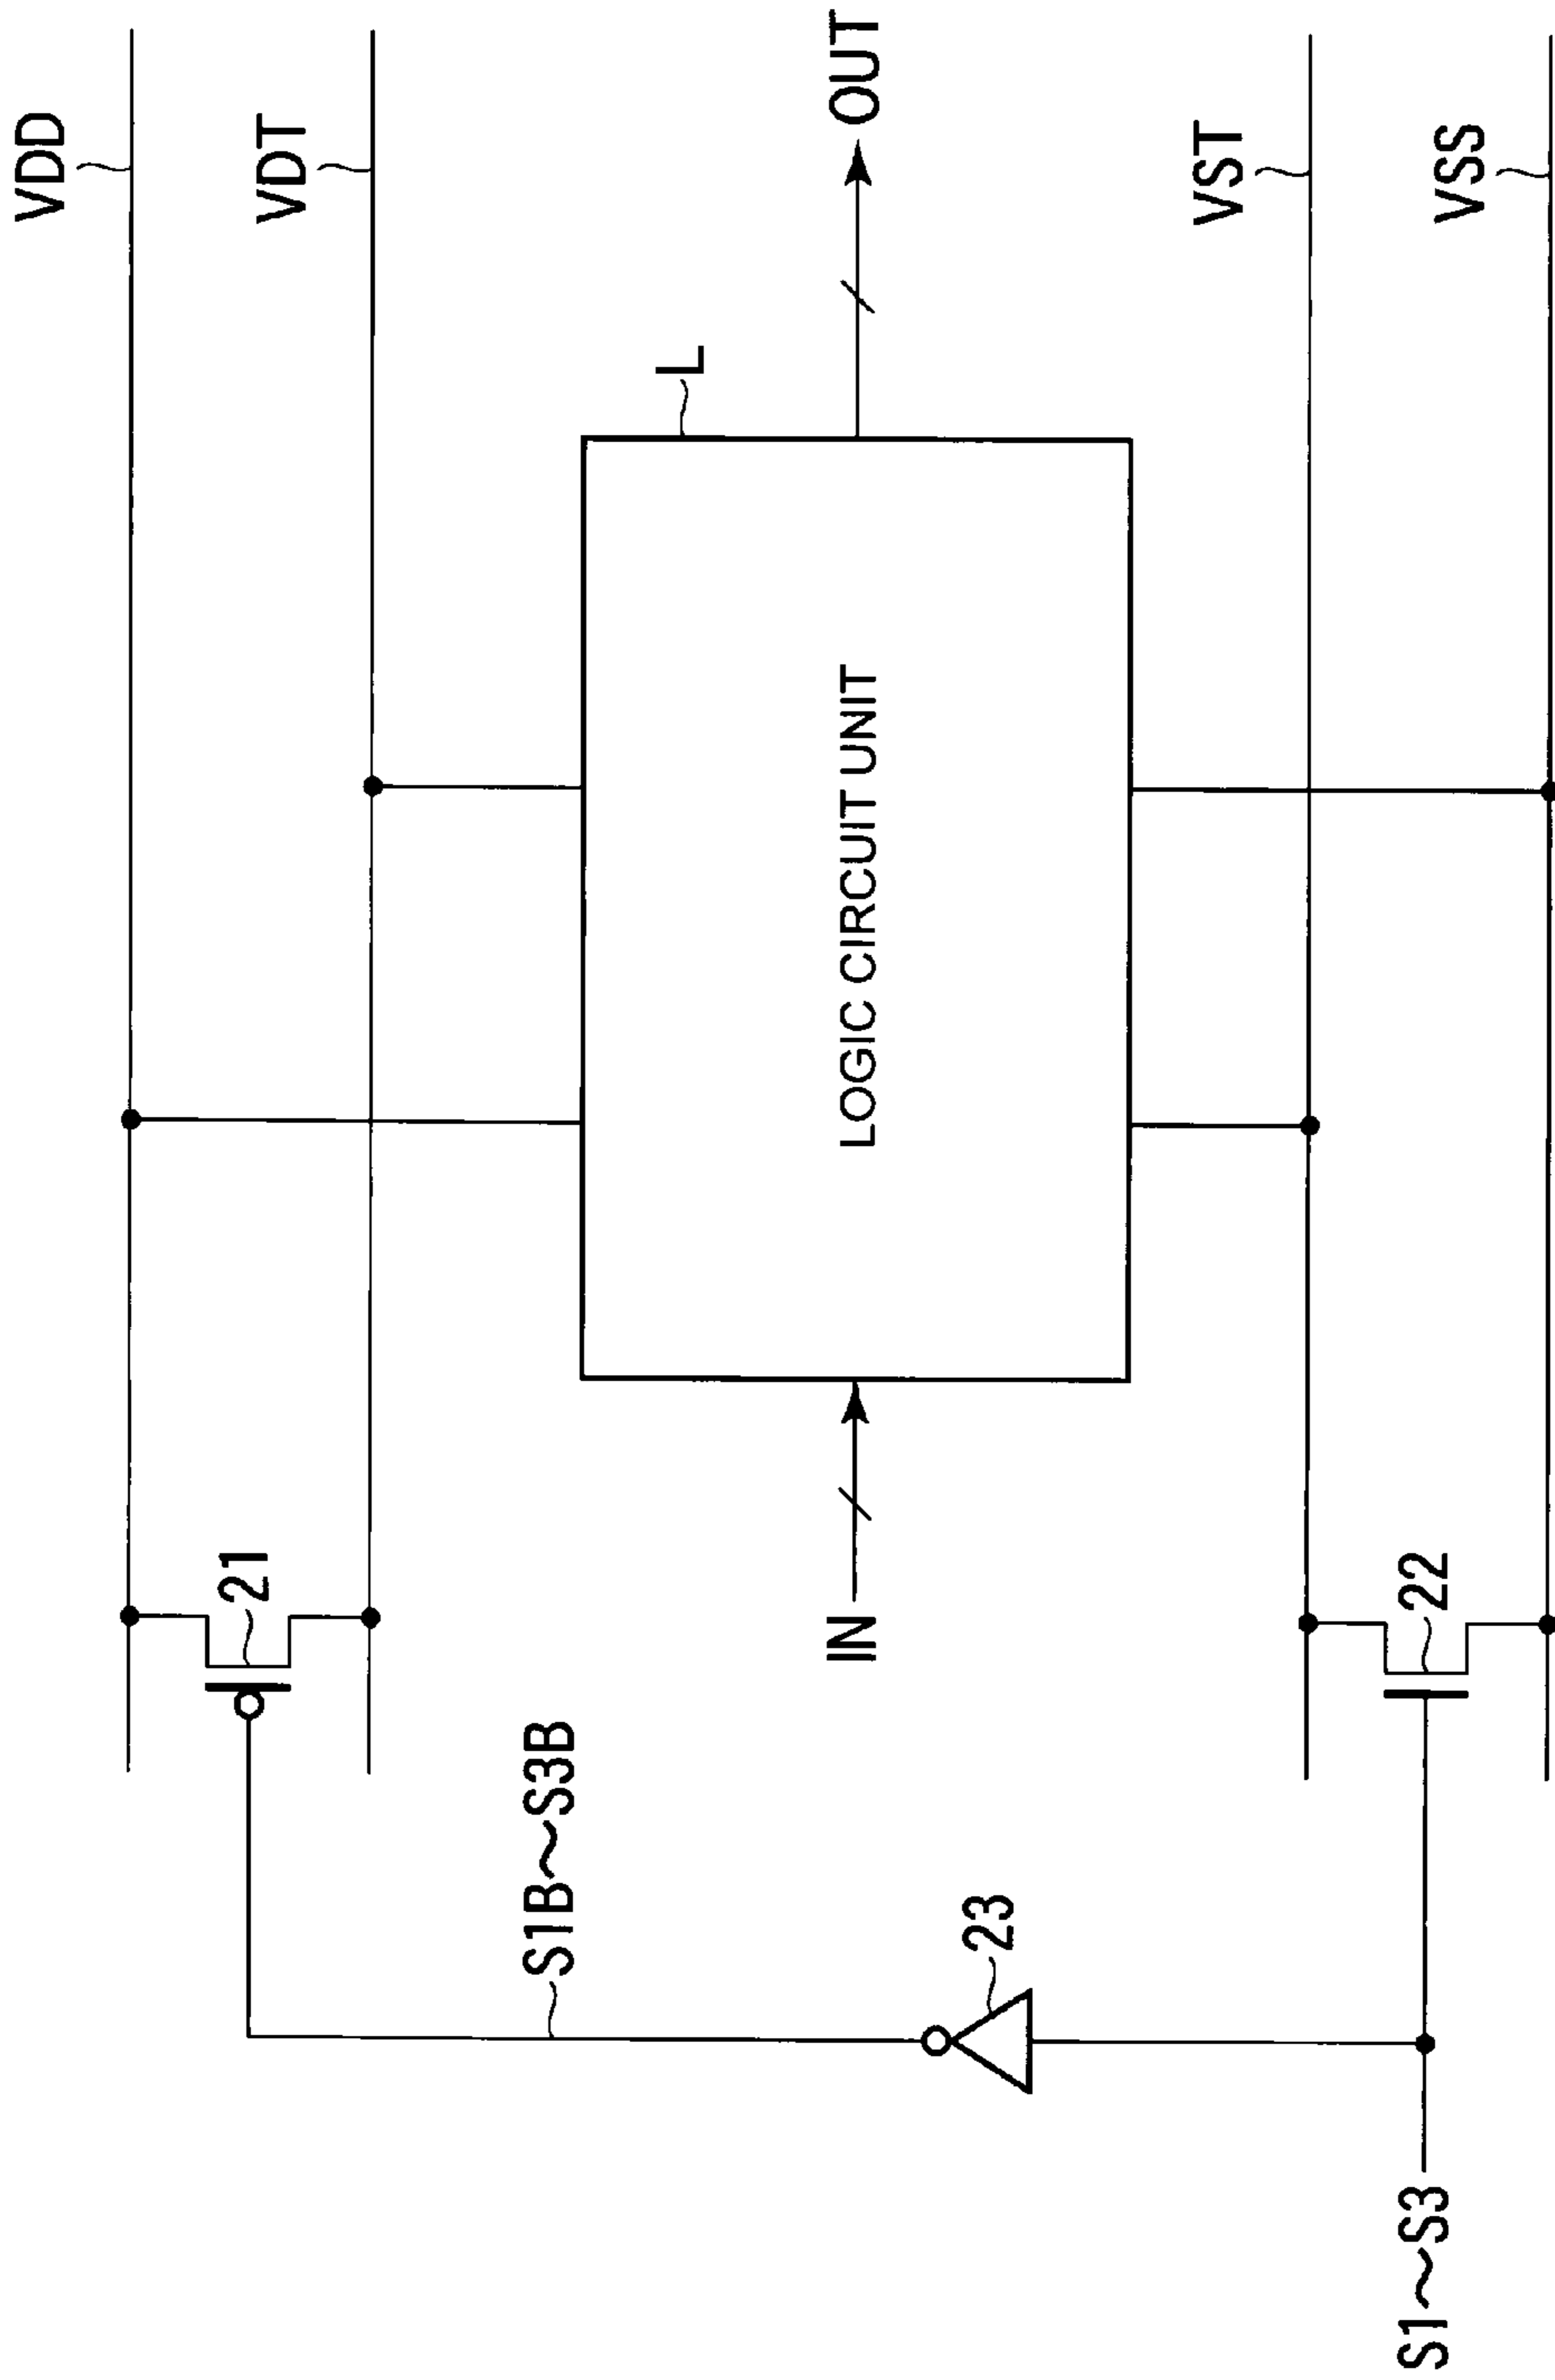 VDD
VDT
21
S1B~S3B
L
IN
LOGIC CIRCUIT UNIT
OUT
23
VST
22
VSS
S1~S3